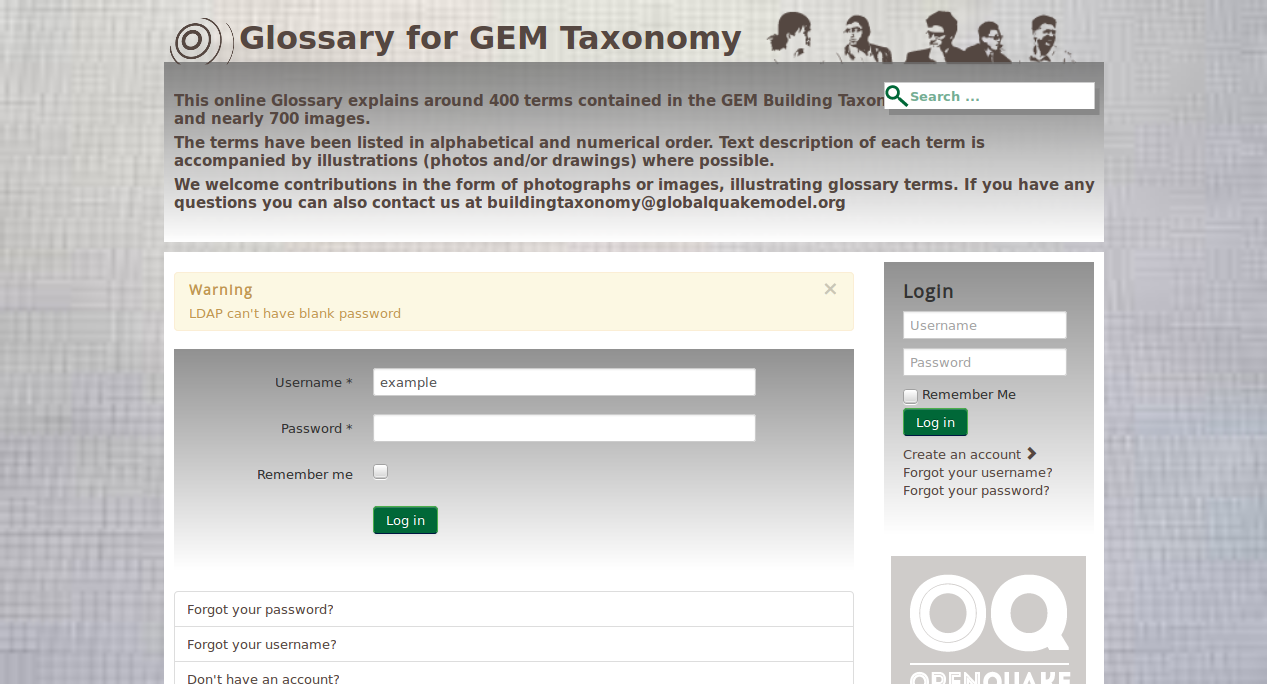 Glossary for GEM Taxonomy
This online Glossary explains around 400 terms contained in the GEM Building
Search ...
and nearly 700 images.
The terms have been listed in alphabetical and numerical order. Text description of each term is
accompanied by illustrations (photos and/or drawings) where possible.
We welcome contributions in the form of photographs or images, illustrating glossary terms. If you have any
questions you can also contact us at buildingtaxonomy@globalquakemodel.org
Warning
×
LDAP can't have blank password
Username * example
Password *
Remember me
Log in
Forgot your password?
Forgot your username?
Don't have an account?
Login
Username
Password
Remember Me
Log in
Create an account
Forgot your username?
Forgot your password?
OQ
OPENQUAKE